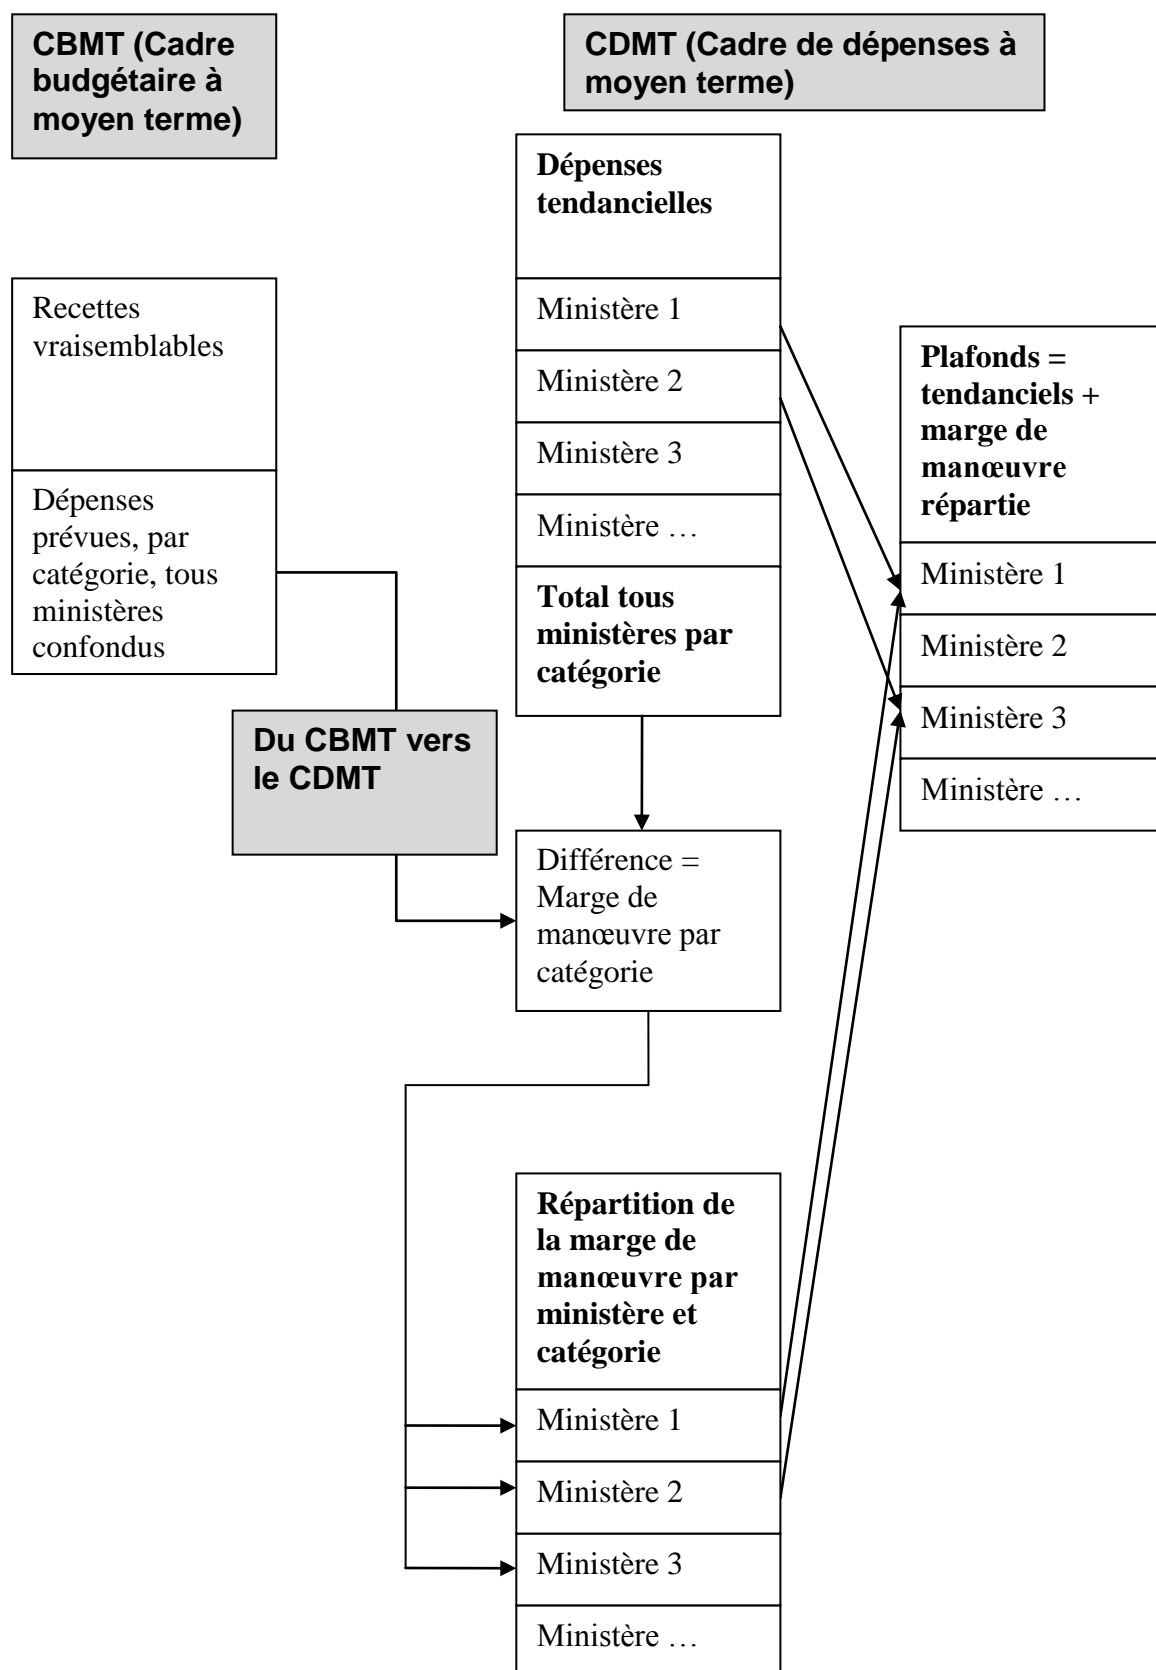 CBMT (Cadre
budgétaire à
moyen terme)
CDMT (Cadre de dépenses à
moyen terme)
Dépenses
tendancielles
Ministère 1
Ministère 2
Ministère 3
Ministère …
Total tous
ministères par
catégorie
Recettes
vraisemblables
Dépenses
prévues, par
catégorie, tous
ministères
confondus
Plafonds =
tendanciels +
marge de
manœuvre
répartie
Ministère 1
Ministère 2
Ministère 3
Ministère …
Du CBMT vers
le CDMT
Différence =
Marge de
manœuvre par
catégorie
Répartition de
la marge de
manœuvre par
ministère et
catégorie
Ministère 1
Ministère 2
Ministère 3
Ministère …